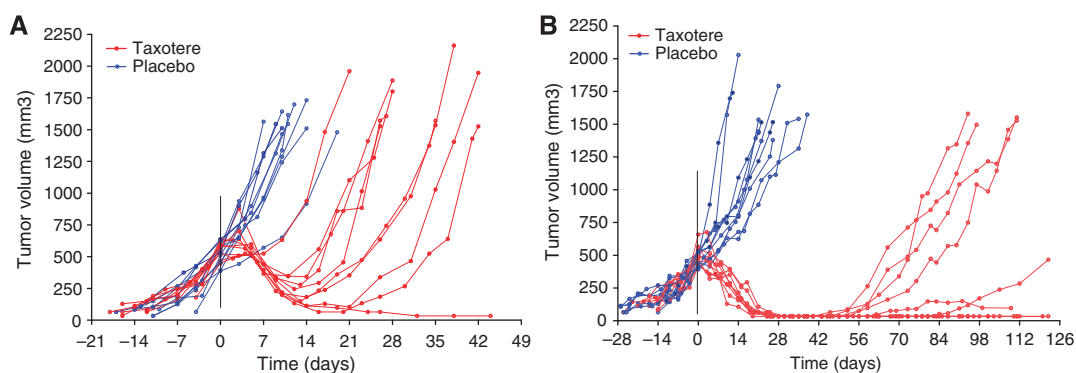 A
Tumor volume (mm3)
2250
2000
1750
1500
1250
1000
750
500
250
0
Taxotere
Placebo
−21 −14 −7 0 7 14 21 28 35 42 49
Time (days)
B
Tumor volume (mm3)
2250
2000
1750
1500
1250
1000
750
500
250
0
Taxotere
Placebo
−28 −14 0 14 28 42 56 70 84 98 112 126
Time (days)